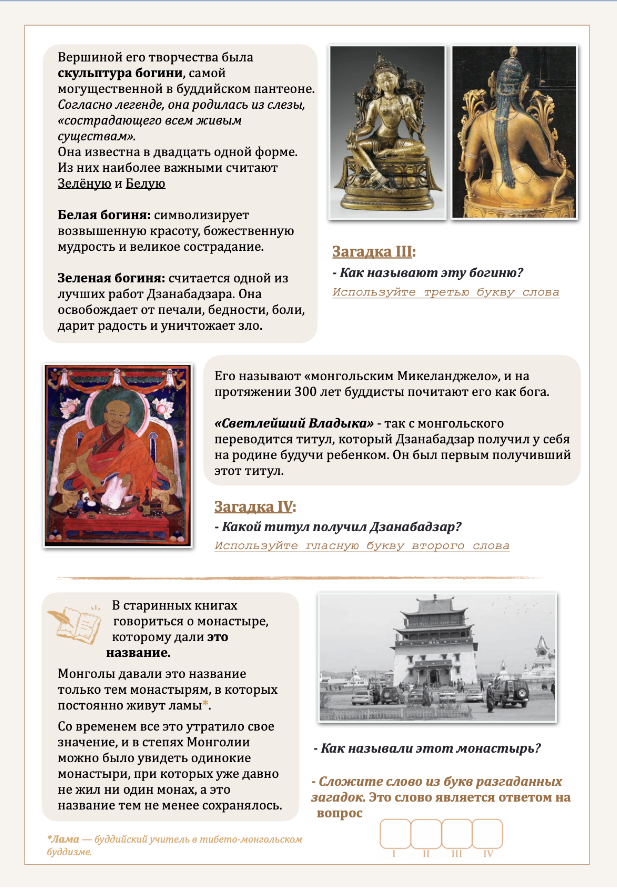 Вершиной его творчества была
скульптура богини, самой
могущественной в буддийском пантеоне.
Согласно легенде, она родилась из слезы,
«сострадающего всем живым
существам».
Она известна в двадцать одной форме.
Из них наиболее важными считают
Зелёную и Белую
Белая богиня: символизирует
возвышенную красоту, божественную
мудрость и великое сострадание.
Зеленая богиня: считается одной из
лучших работ Дзанабадзара. Она
освобождает от печали, бедности, боли,
дарит радость и уничтожает зло.
Загадка III:
- Как называют эту богиню?
Используйте третью букву слова
Его называют «монгольским Микеланджело», и на
протяжении 300 лет буддисты почитают его как бога.
«Светлейший Владыка» - так с монгольского
переводится титул, который Дзанабадзар получил у себя
на родине будучи ребенком. Он был первым получивший
этот титул.
Загадка IV:
- Какой титул получил Дзанабадзар?
Используйте гласную букву второго слова
В старинных книгах
говориться о монастыре,
которому дали это
название.
Монголы давали это название
только тем монастырям, в которых
постоянно живут ламы*.
Со временем все это утратило свое
значение, и в степях Монголии
можно было увидеть одинокие
монастыри, при которых уже давно
не жил ни один монах, а это
название тем не менее сохранялось.
*Лама — буддийский учитель в тибето-монгольском
буддизме.
- Как называли этот монастырь?
- Сложите слово из букв разгаданных
загадок. Это слово является ответом на
вопрос
I II III IV